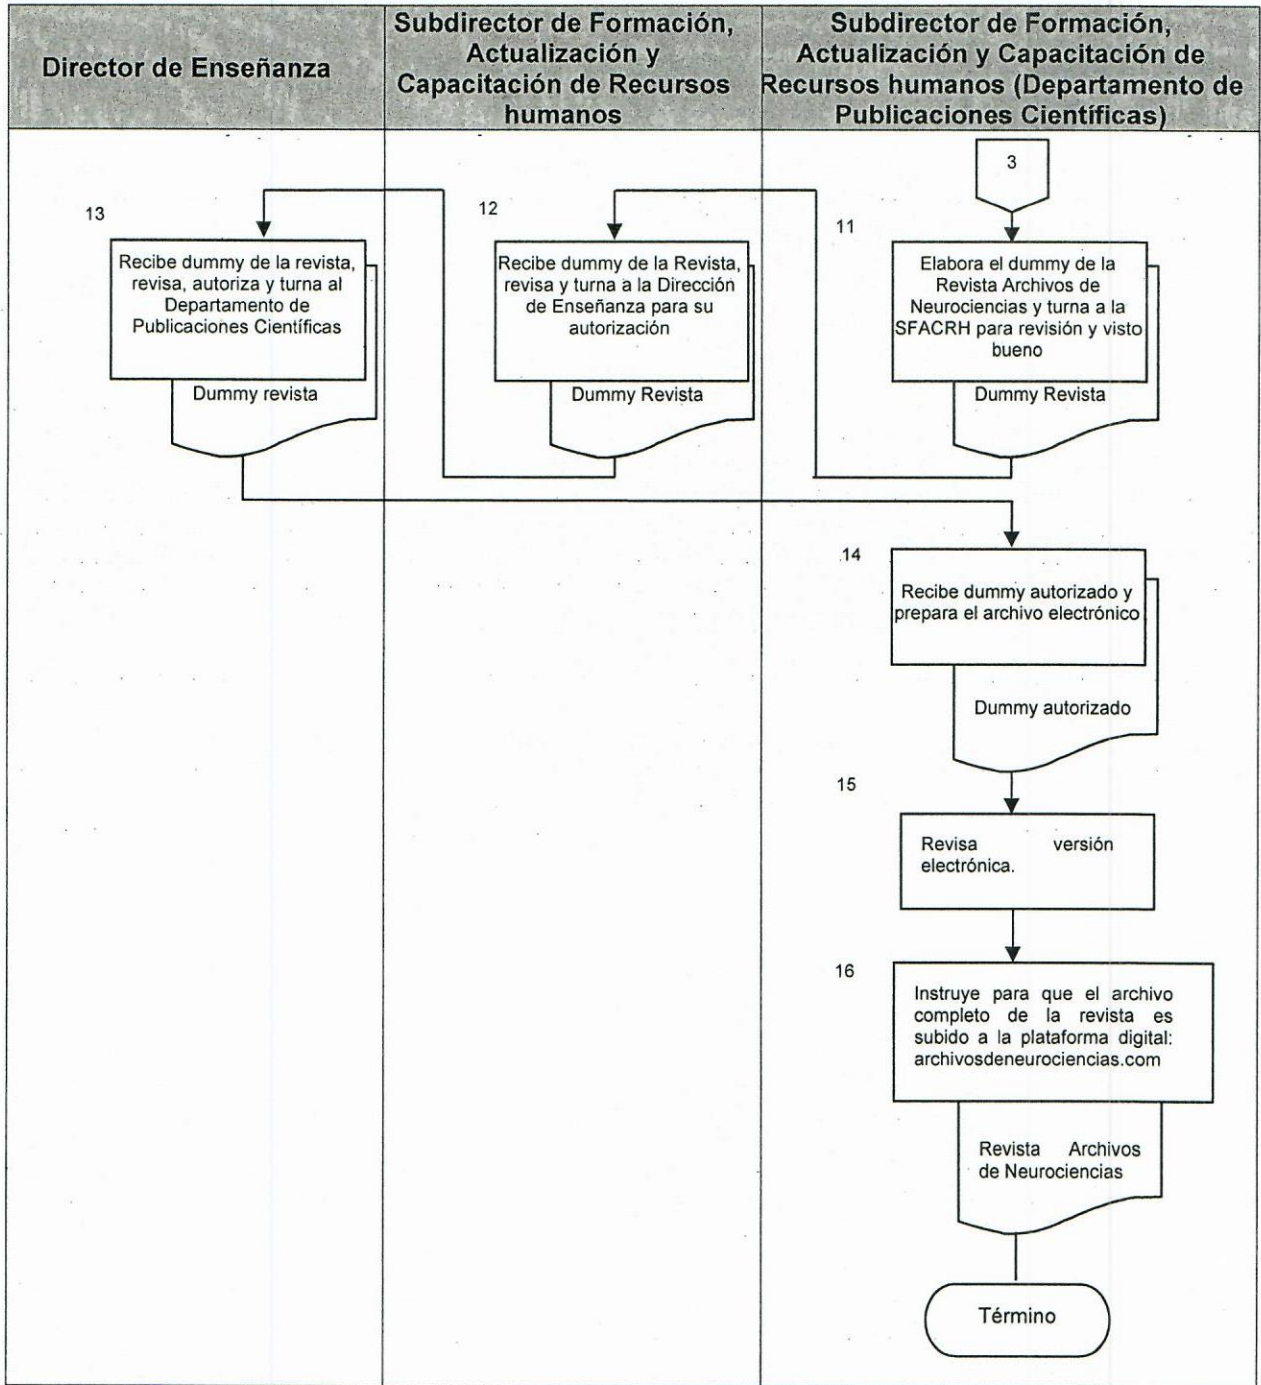 Director de Enseñanza
Subdirector de Formación,
Actualización y
Capacitación de Recursos
humanos
Subdirector de Formación,
Actualización y Capacitación de
Recursos humanos (Departamento de
Publicaciones Científicas)
3
11
Elabora el dummy de la
Revista Archivos de
Neurociencias y turna a la
SFACRH para revisión y visto
bueno
Dummy Revista
12
Recibe dummy de la Revista,
revisa y turna a la Dirección
de Enseñanza para su
autorización
Dummy Revista
13
Recibe dummy de la revista,
revisa, autoriza y turna al
Departamento de
Publicaciones Científicas
Dummy revista
14
Recibe dummy autorizado y
prepara el archivo electrónico
Dummy autorizado
15
Revisa versión
electrónica.
16
Instruye para que el archivo
completo de la revista es
subido a la plataforma digital:
archivosdeneurociencias.com
Revista Archivos
de Neurociencias
Término